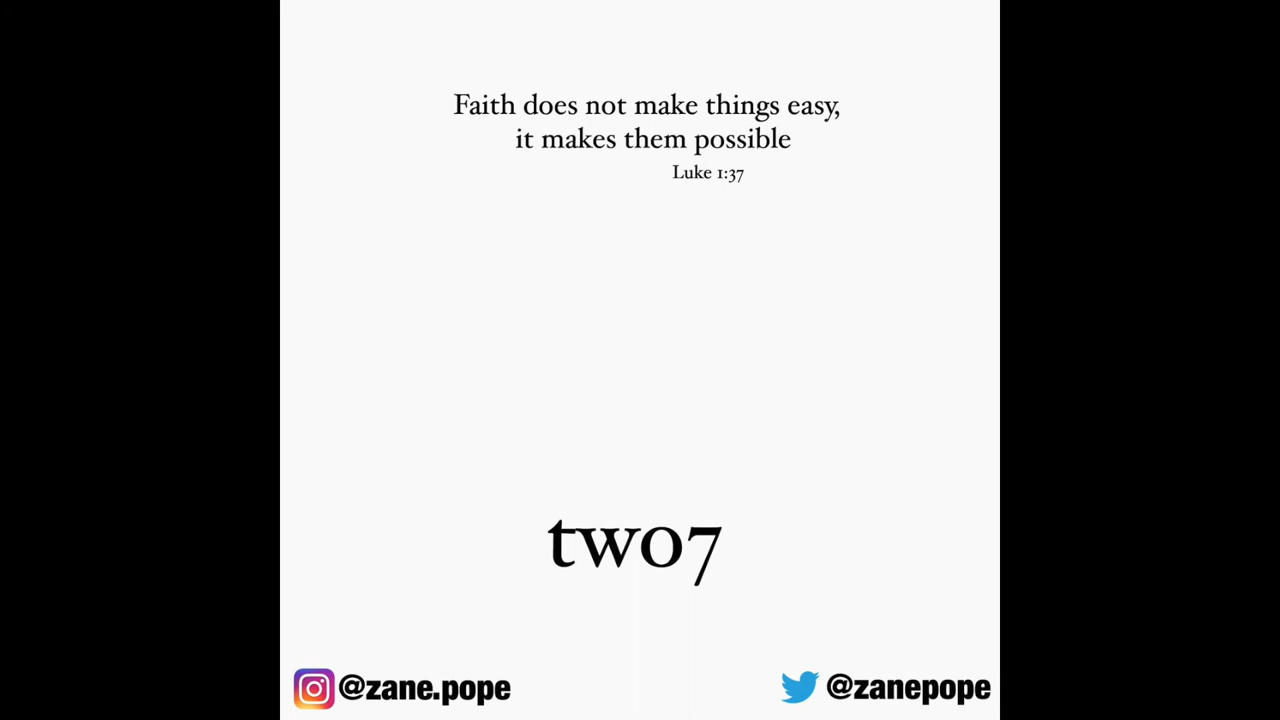 Faith does not make things easy,
it makes them possible
Luke 1:37
two7
@zane.pope
@zanepope